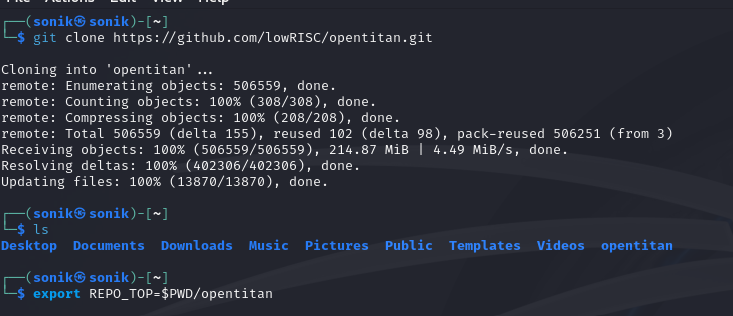 ┌──(sonik㉿sonik)-[~]
└─$ git clone https://github.com/lowRISC/opentitan.git
Cloning into 'opentitan'...
remote: Enumerating objects: 506559, done.
remote: Counting objects: 100% (308/308), done.
remote: Compressing objects: 100% (208/208), done.
remote: Total 506559 (delta 155), reused 102 (delta 98), pack-reused 506251 (from 3)
Receiving objects: 100% (506559/506559), 214.87 MiB | 4.49 MiB/s, done.
Resolving deltas: 100% (402306/402306), done.
Updating files: 100% (13870/13870), done.
┌──(sonik㉿sonik)-[~]
└─$ ls
Desktop Documents Downloads Music Pictures Public Templates Videos opentitan
┌──(sonik㉿sonik)-[~]
└─$ export REPO_TOP=$PWD/opentitan